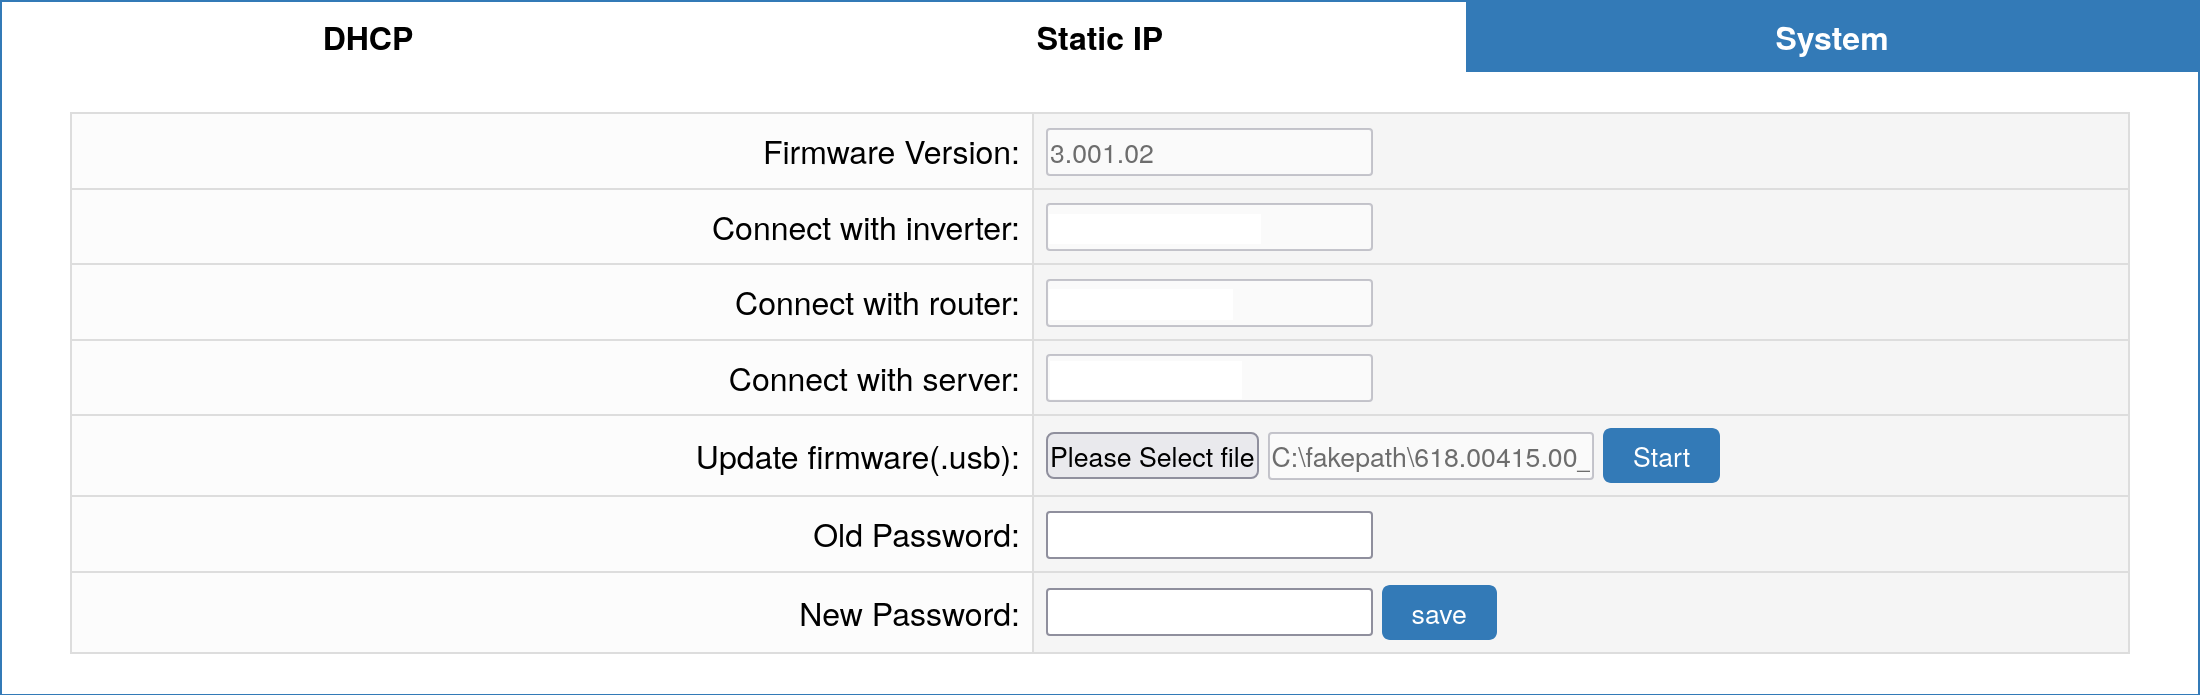 DHCP Static IP System
Firmware Version: 3.001.02
Connect with inverter:
Connect with router:
Connect with server:
Update firmware(.usb): Please Select file C:\fakepath\618.00415.00_ Start
Old Password:
New Password: save